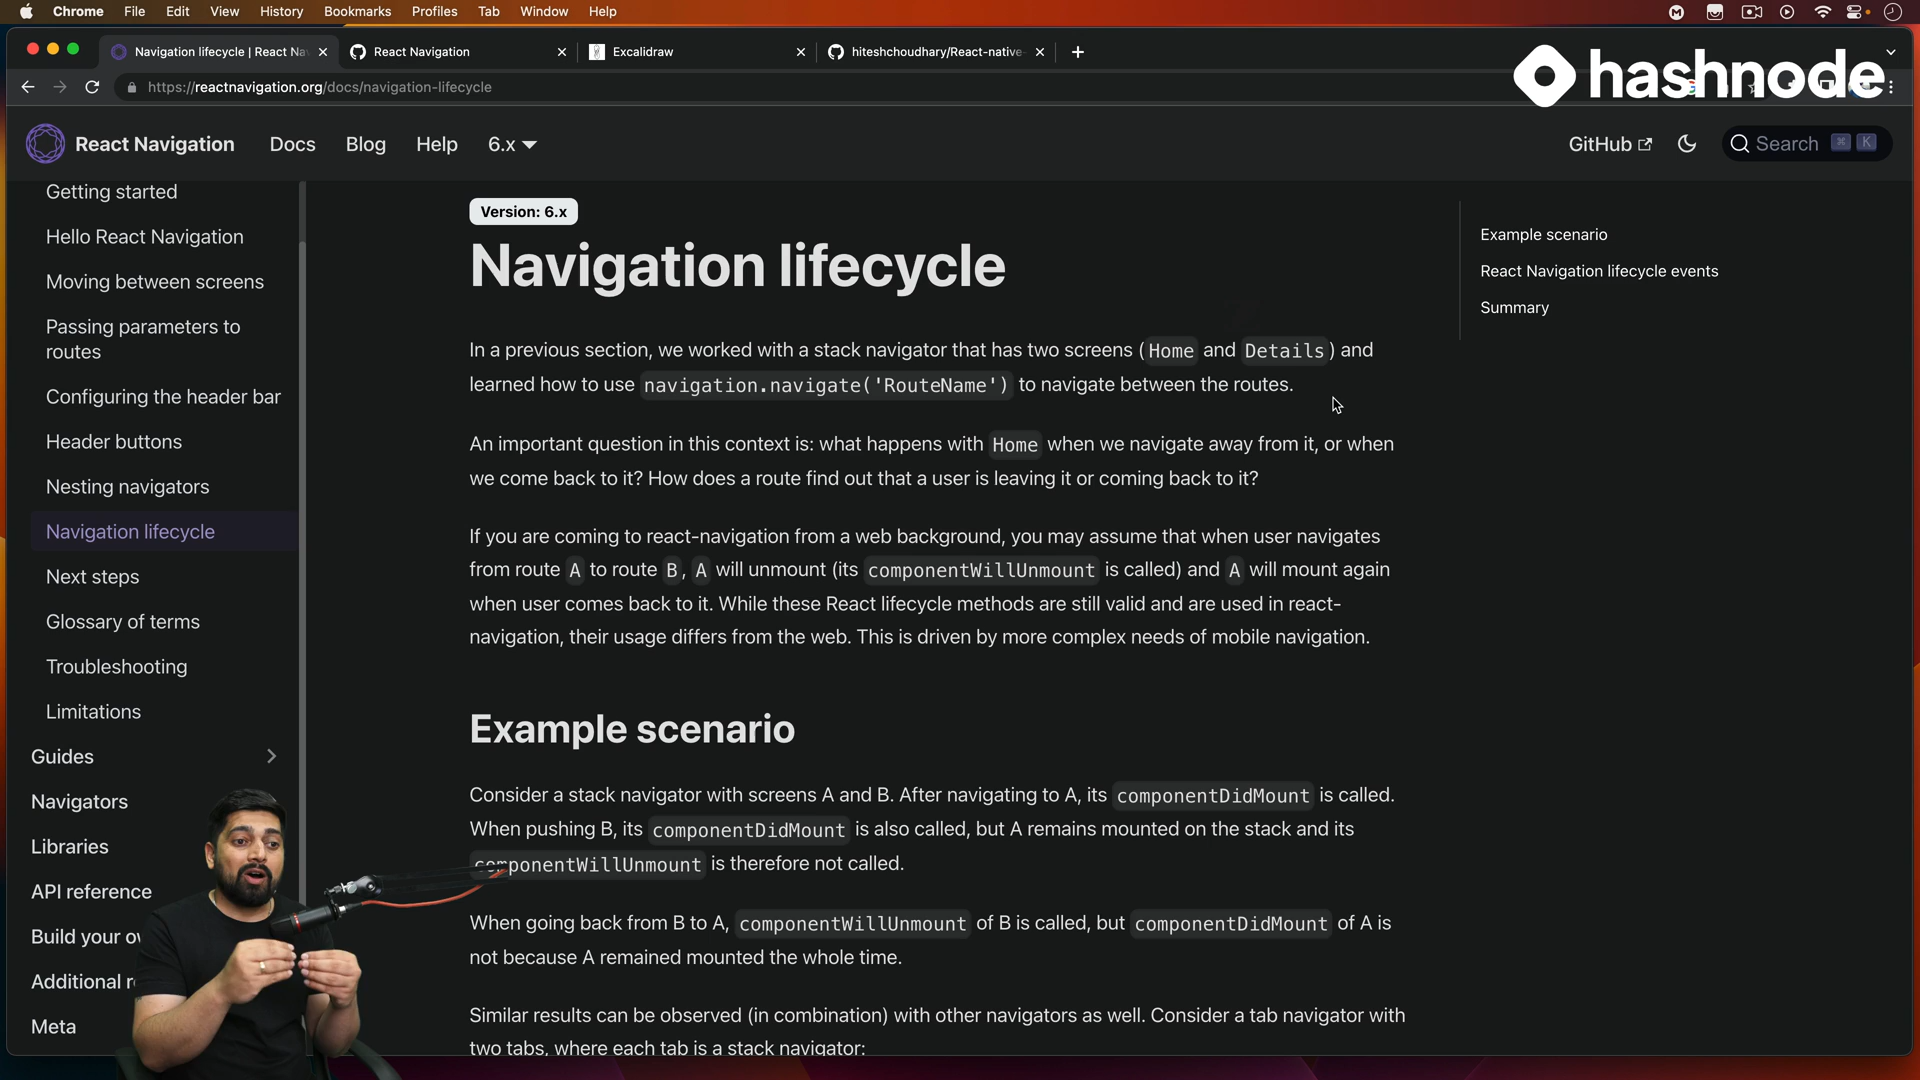 Chrome File Edit View History Bookmarks Profiles Tab Window Help
Navigation lifecycle | React Na
React Navigation
Excalidraw
hiteshchoudhary/React-native-
https://reactnavigation.org/docs/navigation-lifecycle
hashnode
React Navigation Docs Blog Help 6.x GitHub Search ⌘ K
Getting started
Hello React Navigation
Moving between screens
Passing parameters to
routes
Configuring the header bar
Header buttons
Nesting navigators
Navigation lifecycle
Next steps
Glossary of terms
Troubleshooting
Limitations
Guides
Navigators
Libraries
API reference
Build your
Additional
Meta
Version: 6.x
Navigation lifecycle
In a previous section, we worked with a stack navigator that has two screens ( Home and Details ) and
learned how to use navigation.navigate('RouteName') to navigate between the routes.
An important question in this context is: what happens with Home when we navigate away from it, or when
we come back to it? How does a route find out that a user is leaving it or coming back to it?
If you are coming to react-navigation from a web background, you may assume that when user navigates
from route A to route B , A will unmount (its componentWillUnmount is called) and A will mount again
when user comes back to it. While these React lifecycle methods are still valid and are used in react-
navigation, their usage differs from the web. This is driven by more complex needs of mobile navigation.
Example scenario
Consider a stack navigator with screens A and B. After navigating to A, its componentDidMount is called.
When pushing B, its componentDidMount is also called, but A remains mounted on the stack and its
componentWillUnmount is therefore not called.
When going back from B to A, componentWillUnmount of B is called, but componentDidMount of A is
not because A remained mounted the whole time.
Similar results can be observed (in combination) with other navigators as well. Consider a tab navigator with
two tabs, where each tab is a stack navigator:
Example scenario
React Navigation lifecycle events
Summary